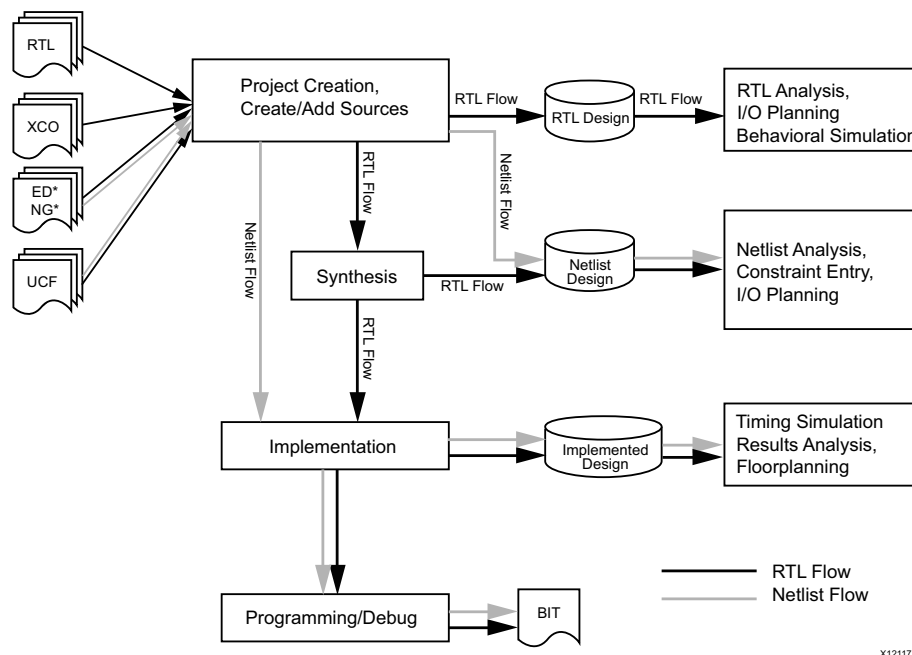 RTL
XCO
ED*
NG*
UCF
Project Creation,
Create/Add Sources
RTL Flow
RTL Design
RTL Flow
RTL Analysis,
I/O Planning
Behavioral Simulation
Netlist Flow
RTL Flow
Netlist Flow
Synthesis
RTL Flow
Netlist
Design
Netlist Analysis,
Constraint Entry,
I/O Planning
RTL Flow
Implementation
Implemented
Design
Timing Simulation
Results Analysis,
Floorplanning
Programming/Debug
BIT
RTL Flow
Netlist Flow
X12117